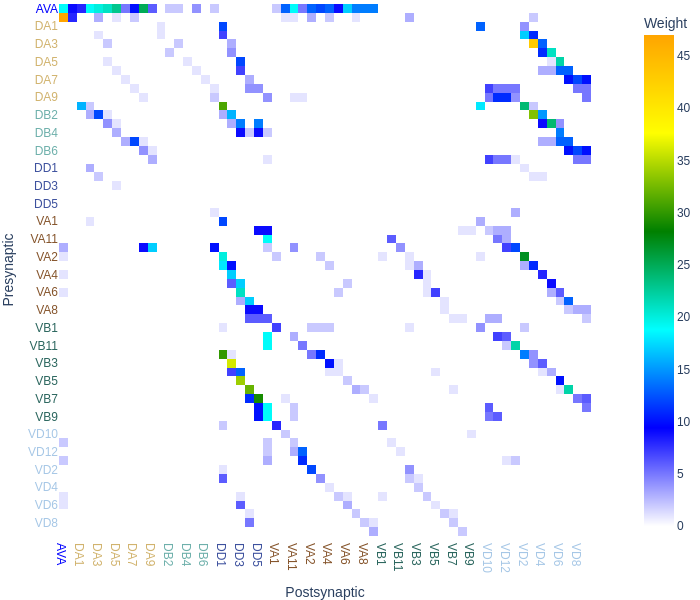 Weight
AVA
DA1
DA3
DA5
DA7
DA9
DB2
DB4
DB6
DD1
DD3
DD5
VA1
VA11
VA2
VA4
VA6
VA8
VB1
VB11
VB3
VB5
VB7
VB9
VD10
VD12
VD2
VD4
VD6
VD8
Presynaptic
AVA
DA1
DA3
DA5
DA7
DA9
DB2
DB4
DB6
DD1
DD3
DD5
VA1
VA11
VA2
VA4
VA6
VA8
VB1
VB11
VB3
VB5
VB7
VB9
VD10
VD12
VD2
VD4
VD6
VD8
Postsynaptic
45
40
35
30
25
20
15
10
5
0